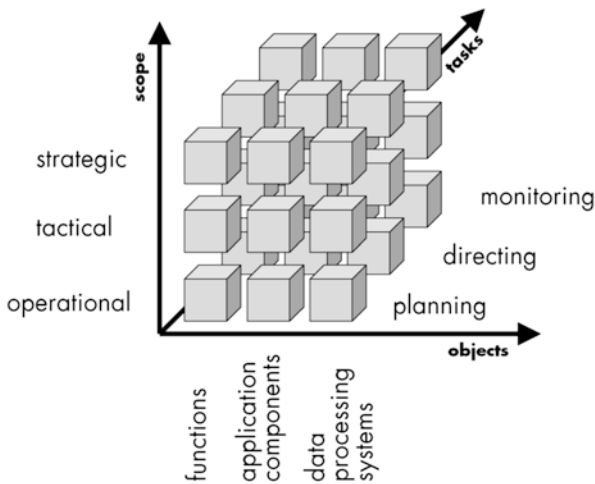 tasks
scope
strategic
monitoring
tactical
directing
operational
planning
objects
functions
application
components
data
processing
systems